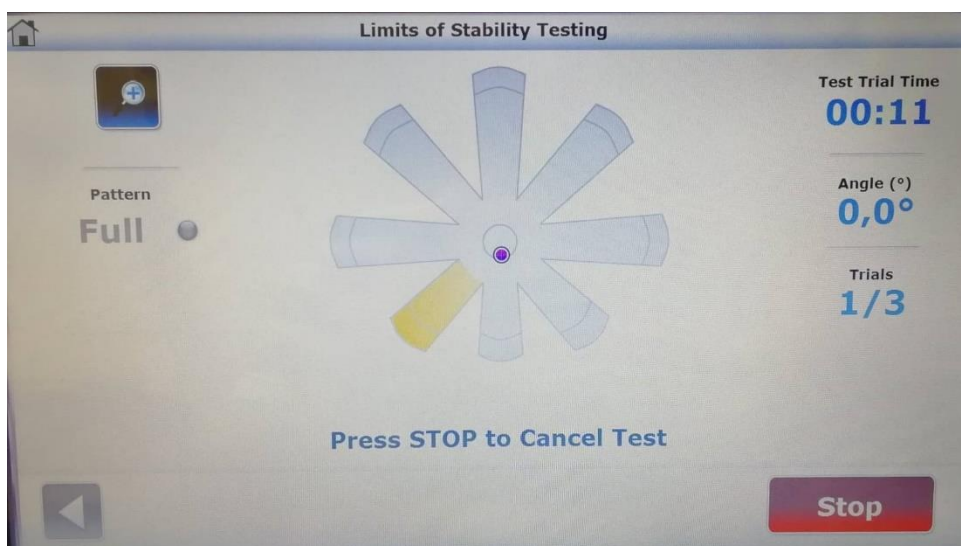 Limits of Stability Testing
Test Trial Time
00:11
Pattern
Full
Angle (°)
0,0°
Trials
1/3
Press STOP to Cancel Test
Stop